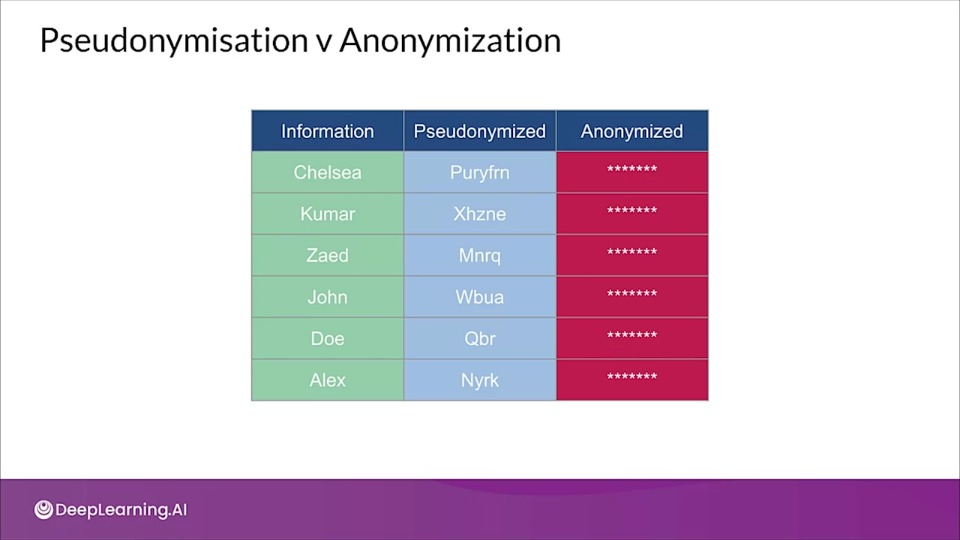 Pseudonymisation v Anonymization
Information Pseudonymized Anonymized
Chelsea Puryfrn *******
Kumar Xhzne *******
Zaed Mnrq *******
John Wbua *******
Doe Qbr *******
Alex Nyrk *******
DeepLearning.AI